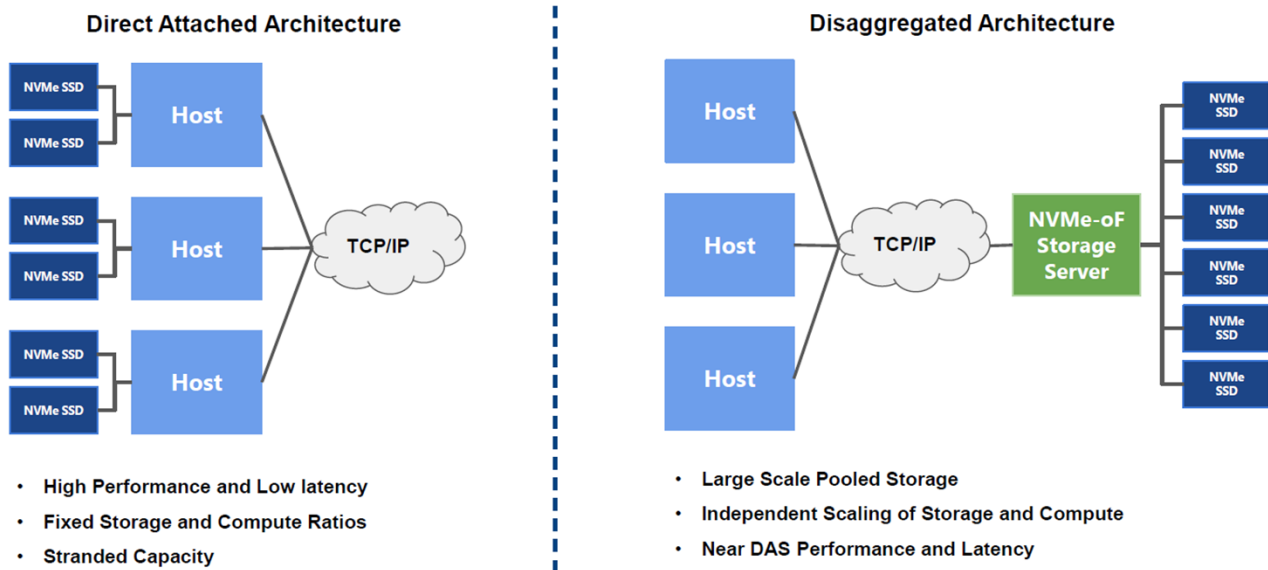 Direct Attached Architecture
NVMe SSD
NVMe SSD
Host
NVMe SSD
NVMe SSD
Host
NVMe SSD
NVMe SSD
Host
TCP/IP
• High Performance and Low latency
• Fixed Storage and Compute Ratios
• Stranded Capacity
Disaggregated Architecture
Host
Host
Host
TCP/IP
NVMe-oF
Storage
Server
NVMe
SSD
NVMe
SSD
NVMe
SSD
NVMe
SSD
NVMe
SSD
NVMe
SSD
• Large Scale Pooled Storage
• Independent Scaling of Storage and Compute
• Near DAS Performance and Latency